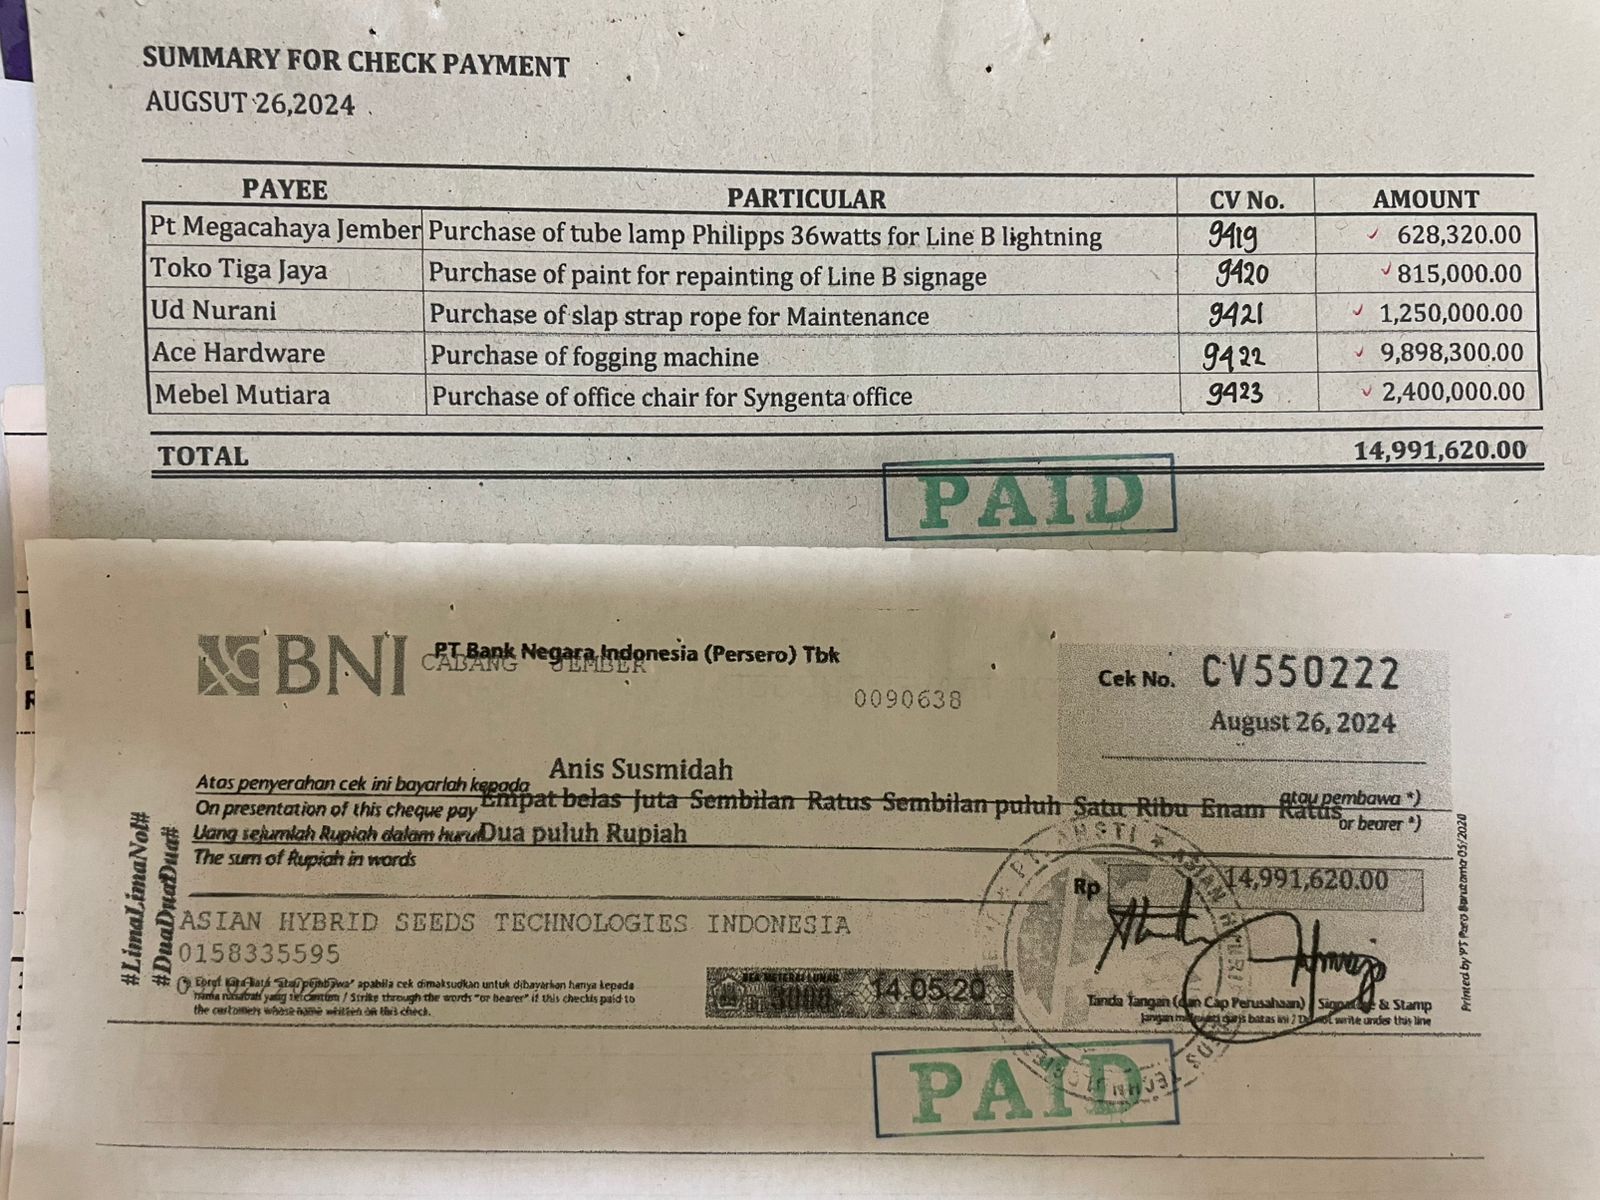 SUMMARY FOR CHECK PAYMENT
AUGSUT 26,2024
PAYEE PARTICULAR CV No. AMOUNT
Pt Megacahaya Jember Purchase of tube lamp Philipps 36watts for Line B lightning 9419 628,320.00
Toko Tiga Jaya Purchase of paint for repainting of Line B signage 9420 815,000.00
Ud Nurani Purchase of slap strap rope for Maintenance 9421 1,250,000.00
Ace Hardware Purchase of fogging machine 9422 9,898,300.00
Mebel Mutiara Purchase of office chair for Syngenta office 9423 2,400,000.00
TOTAL 14,991,620.00
PAID
BNI PT Bank Negara Indonesia (Persero) Tbk
CABANG JEMBER
Cek No. CV550222
0090638
August 26, 2024
Anis Susmidah
Atas penyerahan cek ini bayarlah kepada
atau pembawa *)
On presentation of this cheque pay Empat belas Juta Sembilan Ratus Sembilan puluh Satu Ribu Enam Ratus
or bearer *)
Uang sejumlah Rupiah dalam huruf Dua puluh Rupiah
The sum of Rupiah in words
Rp 14,991,620.00
#LimaLimaNol#
#DuaDuaDua#
ASIAN HYBRID SEEDS TECHNOLOGIES INDONESIA
0158335595
*) Coret kata-kata "atau pembawa" apabila cek dimaksudkan untuk dibayarkan hanya kepada
nama nasabah yang tercantum / Strike through the words "or bearer" if this check is paid to
the customers whose name written on this check.
BEA METERAI LUNAS
3000 14.05.20
Tanda Tangan (dan Cap Perusahaan) Signature & Stamp
Jangan menulis di garis batas ini / Do not write under this line
Printed by PT Pura Barutama 05/2020
PAID